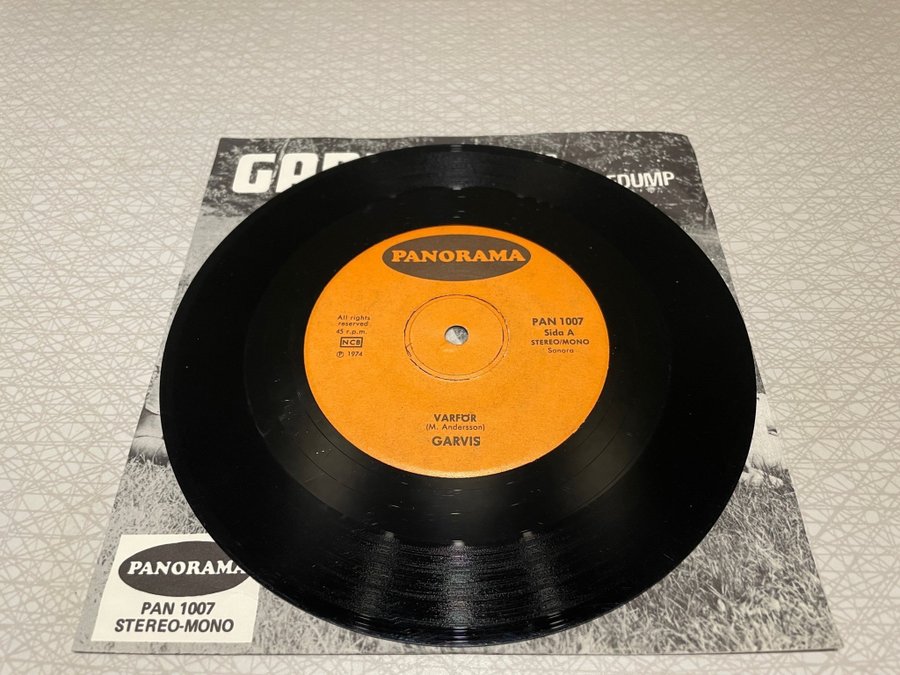 PANORAMA
All rights
reserved
45 r.p.m.
NCB
℗ 1974
PAN 1007
Sida A
STEREO/MONO
Sonora
VARFÖR
(M. Andersson)
GARVIS
PANORAMA
PAN 1007
STEREO-MONO